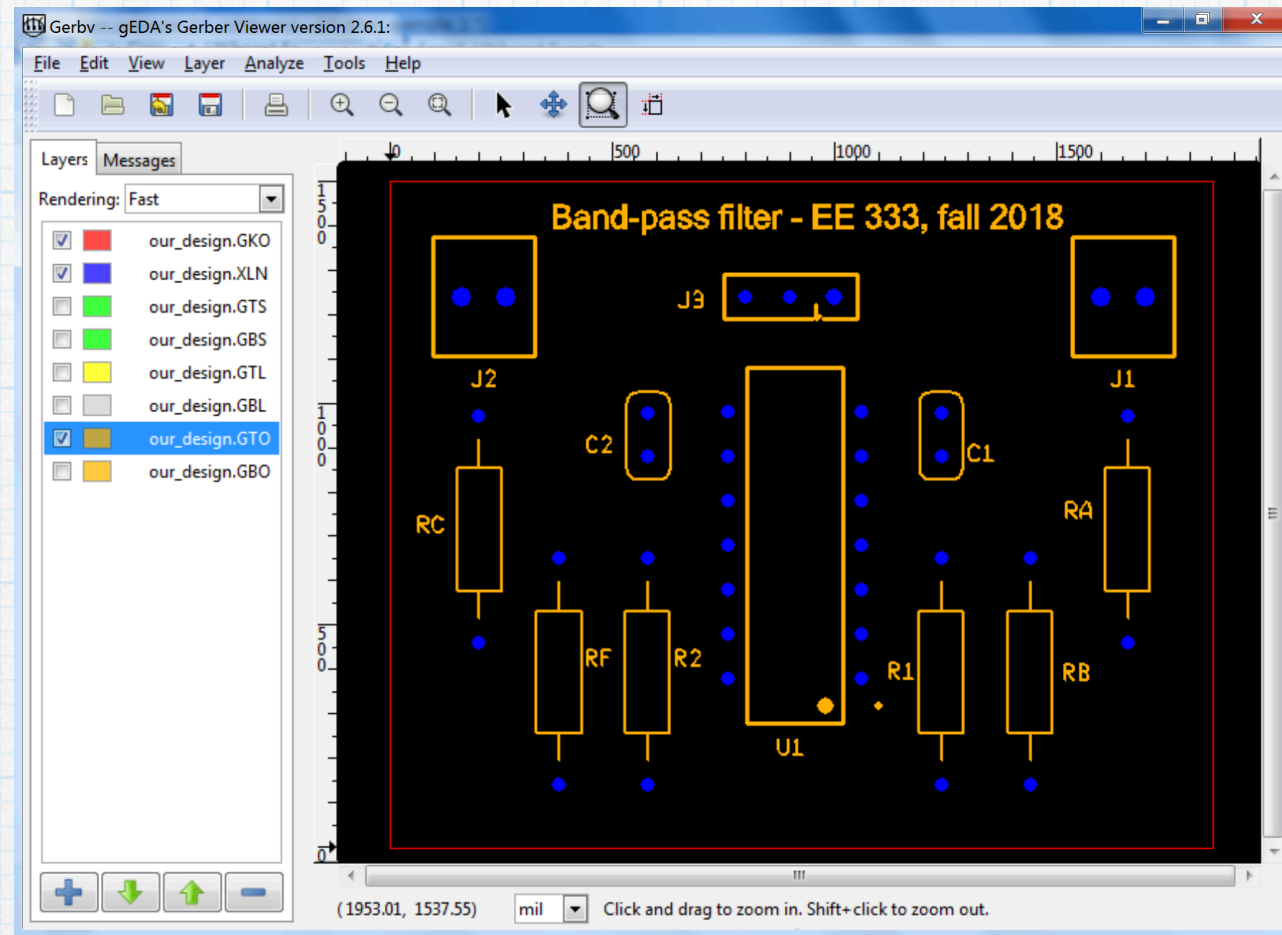 Gerbv -- gEDA's Gerber Viewer version 2.6.1:
File Edit View Layer Analyze Tools Help
Layers Messages
Rendering: Fast
our_design.GKO
our_design.XLN
our_design.GTS
our_design.GBS
our_design.GTL
our_design.GBL
our_design.GTO
our_design.GBO
0 500 1000 1500
1500
1000
500
0
Band-pass filter - EE 333, fall 2018
J3
J2 J1
C2 C1
RC RA
RF R2 R1 RB
U1
(1953.01, 1537.55) mil Click and drag to zoom in. Shift+click to zoom out.